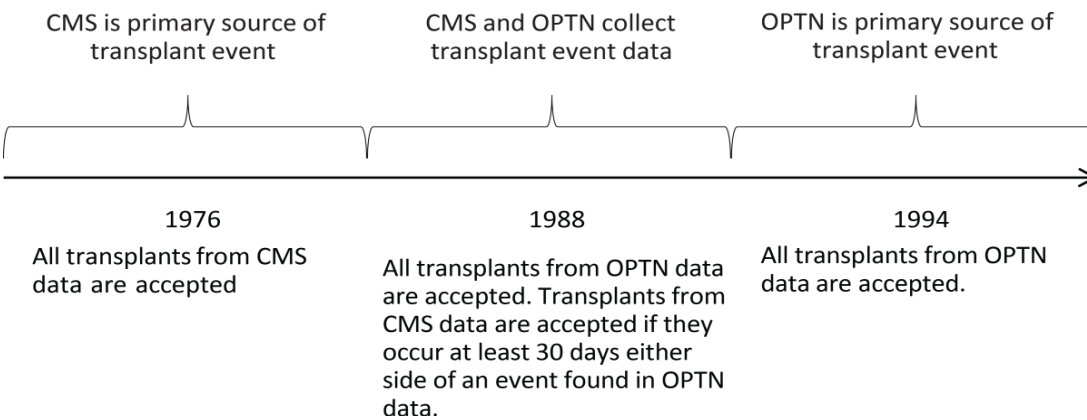 CMS is primary source of
transplant event
CMS and OPTN collect
transplant event data
OPTN is primary source of
transplant event
1976
All transplants from CMS
data are accepted
1988
All transplants from OPTN data
are accepted. Transplants from
CMS data are accepted if they
occur at least 30 days either
side of an event found in OPTN
data.
1994
All transplants from OPTN
data are accepted.